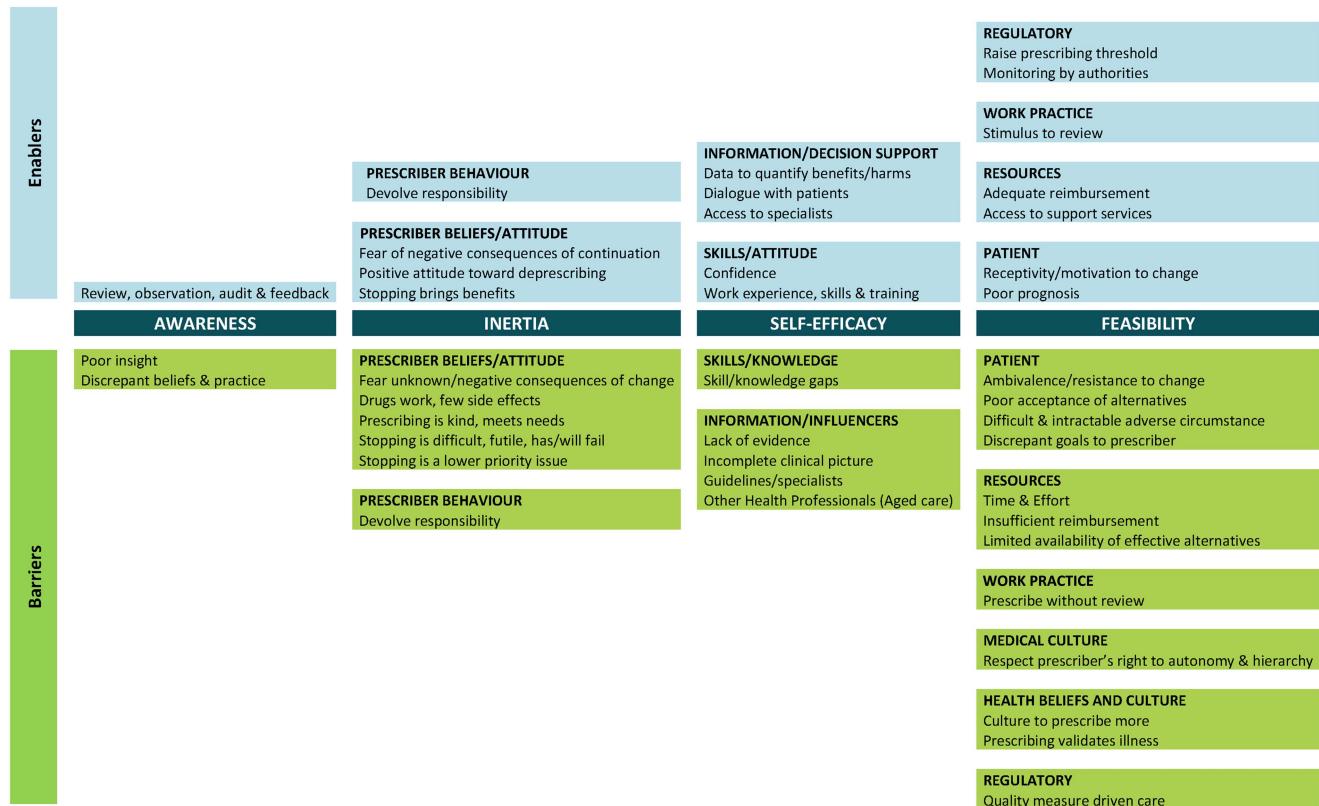 Enablers
REGULATORY
Raise prescribing threshold
Monitoring by authorities
WORK PRACTICE
Stimulus to review
INFORMATION/DECISION SUPPORT
Data to quantify benefits/harms
Dialogue with patients
Access to specialists
PRESCRIBER BEHAVIOUR
Devolve responsibility
RESOURCES
Adequate reimbursement
Access to support services
PRESCRIBER BELIEFS/ATTITUDE
Fear of negative consequences of continuation
Positive attitude toward deprescribing
Stopping brings benefits
SKILLS/ATTITUDE
Confidence
Work experience, skills & training
PATIENT
Receptivity/motivation to change
Poor prognosis
Review, observation, audit & feedback
AWARENESS
INERTIA
SELF-EFFICACY
FEASIBILITY
Barriers
Poor insight
Discrepant beliefs & practice
PRESCRIBER BELIEFS/ATTITUDE
Fear unknown/negative consequences of change
Drugs work, few side effects
Prescribing is kind, meets needs
Stopping is difficult, futile, has/will fail
Stopping is a lower priority issue
PRESCRIBER BEHAVIOUR
Devolve responsibility
SKILLS/KNOWLEDGE
Skill/knowledge gaps
INFORMATION/INFLUENCERS
Lack of evidence
Incomplete clinical picture
Guidelines/specialists
Other Health Professionals (Aged care)
PATIENT
Ambivalence/resistance to change
Poor acceptance of alternatives
Difficult & intractable adverse circumstance
Discrepant goals to prescriber
RESOURCES
Time & Effort
Insufficient reimbursement
Limited availability of effective alternatives
WORK PRACTICE
Prescribe without review
MEDICAL CULTURE
Respect prescriber’s right to autonomy & hierarchy
HEALTH BELIEFS AND CULTURE
Culture to prescribe more
Prescribing validates illness
REGULATORY
Quality measure driven care